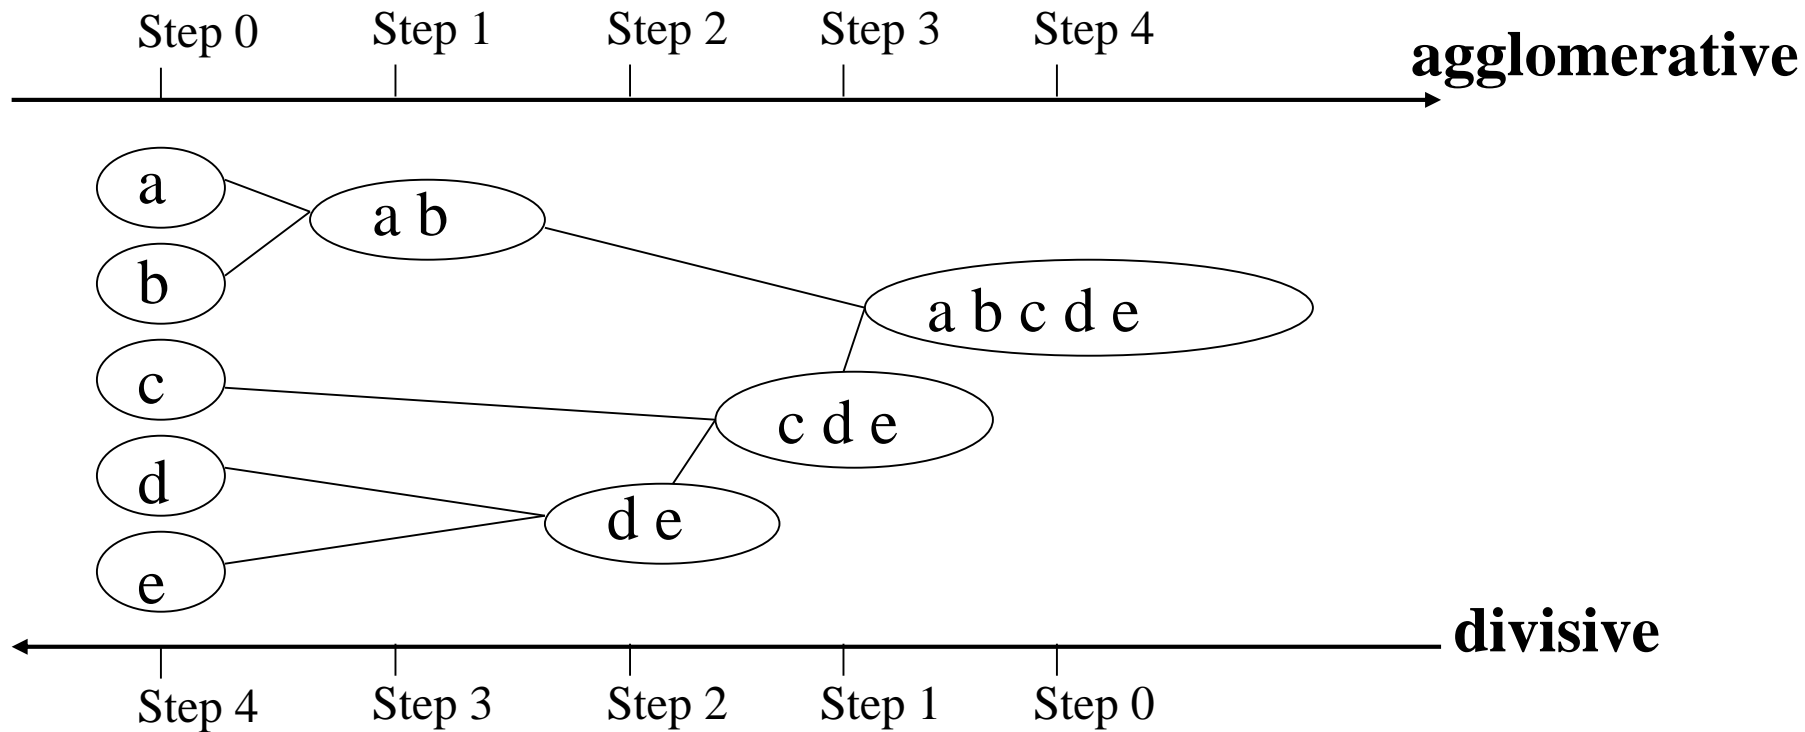 Step 0 Step 1 Step 2 Step 3 Step 4
agglomerative
a
a b
b
a b c d e
c
c d e
d
d e
e
divisive
Step 4 Step 3 Step 2 Step 1 Step 0